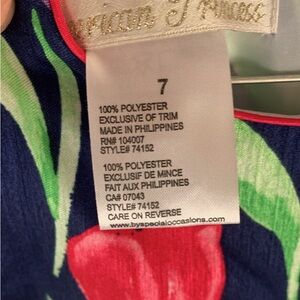 erican Princess
7
100% POLYESTER
EXCLUSIVE OF TRIM
MADE IN PHILIPPINES
RN# 104007
STYLE# 74152
100% POLYESTER
EXCLUSIF DE MINCE
FAIT AUX PHILIPPINES
CA# 07043
STYLE# 74152
CARE ON REVERSE
www.byspecialoccasions.com